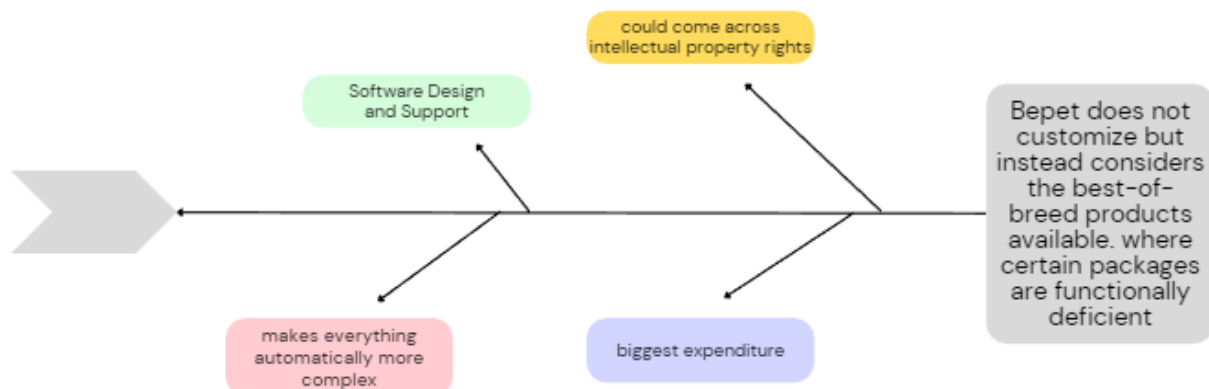 could come across
intellectual property rights
Software Design
and Support
Bepet does not
customize but
instead considers
the best-of-
breed products
available. where
certain packages
are functionally
deficient
makes everything
automatically more
complex
biggest expenditure